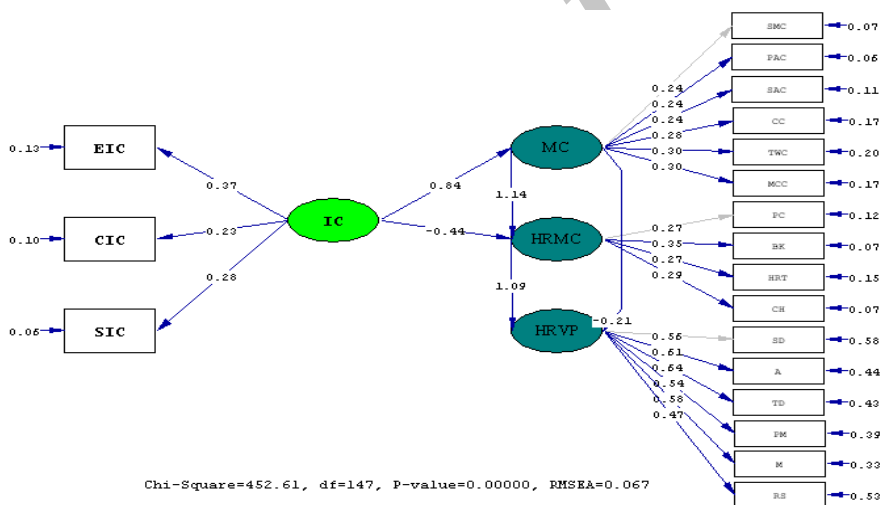 SMC
0.07
PAC
0.06
SAC
0.11
CC
0.17
TWC
0.20
MCC
0.17
PC
0.12
BK
0.07
HRT
0.15
CH
0.07
SD
0.58
A
0.44
TD
0.43
PM
0.39
M
0.33
RS
0.53
0.13
EIC
0.10
CIC
0.06
SIC
0.37
0.23
0.28
IC
0.84
-0.44
MC
1.14
HRMC
1.09
HRVP
-0.21
0.24
0.24
0.24
0.28
0.30
0.30
0.27
0.35
0.27
0.29
0.56
0.61
0.64
0.54
0.58
0.47
Chi-Square=452.61, df=147, P-value=0.00000, RMSEA=0.067